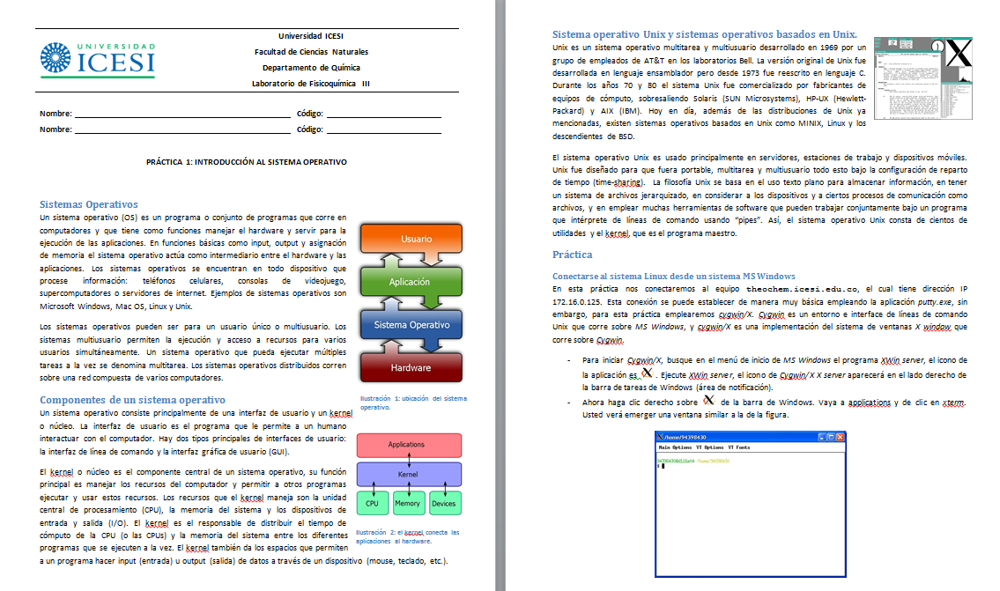 UNIVERSIDAD
ICESI
Universidad ICESI
Facultad de Ciencias Naturales
Departamento de Química
Laboratorio de Fisicoquímica III
Nombre: Código:
Nombre: Código:
PRÁCTICA 1: INTRODUCCIÓN AL SISTEMA OPERATIVO
Sistemas Operativos
Un sistema operativo (OS) es un programa o conjunto de programas que corre en
computadores y que tiene como funciones manejar el hardware y servir para la
ejecución de las aplicaciones. En funciones básicas como input, output y asignación
de memoria el sistema operativo actúa como intermediario entre el hardware y las
aplicaciones. Los sistemas operativos se encuentran en todo dispositivo que
procese información: teléfonos celulares, consolas de videojuego,
supercomputadores o servidores de internet. Ejemplos de sistemas operativos son
Microsoft Windows, Mac OS, Linux y Unix.
Los sistemas operativos pueden ser para un usuario único o multiusuario. Los
sistemas multiusuario permiten la ejecución y acceso a recursos para varios
usuarios simultáneamente. Un sistema operativo que pueda ejecutar múltiples
tareas a la vez se denomina multitarea. Los sistemas operativos distribuidos corren
sobre una red compuesta de varios computadores.
Usuario
Aplicación
Sistema Operativo
Hardware
Ilustración 1: ubicación del sistema
operativo.
Componentes de un sistema operativo
Un sistema operativo consiste principalmente de una interfaz de usuario y un kernel
o núcleo. La interfaz de usuario es el programa que le permite a un humano
interactuar con el computador. Hay dos tipos principales de interfaces de usuario:
la interfaz de línea de comando y la interfaz gráfica de usuario (GUI).
El kernel o núcleo es el componente central de un sistema operativo, su función
principal es manejar los recursos del computador y permitir a otros programas
ejecutar y usar estos recursos. Los recursos que el kernel maneja son la unidad
central de procesamiento (CPU), la memoria del sistema y los dispositivos de
entrada y salida (I/O). El kernel es el responsable de distribuir el tiempo de
cómputo de la CPU (o las CPUs) y la memoria del sistema entre los diferentes
programas que se ejecuten a la vez. El kernel también da los espacios que permiten
a un programa hacer input (entrada) u output (salida) de datos a través de un dispositivo (mouse, teclado, etc.).
Applications
Kernel
CPU Memory Devices
Ilustración 2: el kernel conecta las
aplicaciones al hardware.
Sistema operativo Unix y sistemas operativos basados en Unix.
Unix es un sistema operativo multitarea y multiusuario desarrollado en 1969 por un
grupo de empleados de AT&T en los laboratorios Bell. La versión original de Unix fue
desarrollada en lenguaje ensamblador pero desde 1973 fue reescrito en lenguaje C.
Durante los años 70 y 80 el sistema Unix fue comercializado por fabricantes de
equipos de cómputo, sobresaliendo Solaris (SUN Microsystems), HP-UX (Hewlett-
Packard) y AIX (IBM). Hoy en día, además de las distribuciones de Unix ya
mencionadas, existen sistemas operativos basados en Unix como MINIX, Linux y los
descendientes de BSD.
El sistema operativo Unix es usado principalmente en servidores, estaciones de trabajo y dispositivos móviles.
Unix fue diseñado para que fuera portable, multitarea y multiusuario todo esto bajo la configuración de reparto
de tiempo (time-sharing). La filosofía Unix se basa en el uso texto plano para almacenar información, en tener
un sistema de archivos jerarquizado, en considerar a los dispositivos y a ciertos procesos de comunicación como
archivos, y en emplear muchas herramientas de software que pueden trabajar conjuntamente bajo un programa
que intérprete de líneas de comando usando “pipes”. Así, el sistema operativo Unix consta de cientos de
utilidades y el kernel, que es el programa maestro.
Práctica
Conectarse al sistema Linux desde un sistema MS Windows
En esta práctica nos conectaremos al equipo theochem.icesi.edu.co, el cual tiene dirección IP
172.16.0.125. Esta conexión se puede establecer de manera muy básica empleando la aplicación putty.exe, sin
embargo, para esta práctica emplearemos cygwin/X. Cygwin es un entorno e interface de líneas de comando
Unix que corre sobre MS Windows, y cygwin/X es una implementación del sistema de ventanas X window que
corre sobre Cygwin.
- Para iniciar Cygwin/X, busque en el menú de inicio de MS Windows el programa XWin server, el icono de
la aplicación es . Ejecute XWin server, el icono de Cygwin/X X server aparecerá en el lado derecho de
la barra de tareas de Windows (área de notificación).
- Ahora haga clic derecho sobre de la barra de Windows. Vaya a applications y de clic en xterm.
Usted verá emerger una ventana similar a la de la figura.
/home/94398430
Main Options VT Options VT Fonts
$